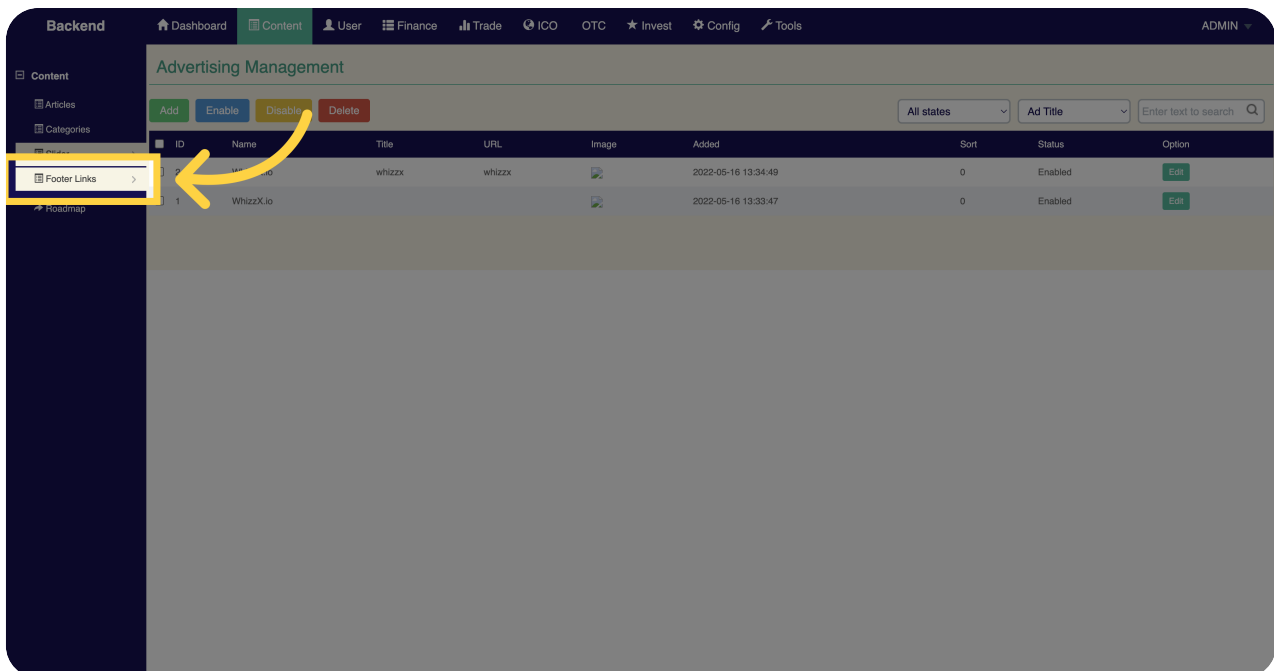 Backend Dashboard Content User Finance Trade ICO OTC Invest Config Tools ADMIN
Content
Articles
Categories
Slider
Footer Links
Roadmap
Advertising Management
Add Enable Disable Delete All states Ad Title Enter text to search
ID Name Title URL Image Added Sort Status Option
2 whizzx whizzx 2022-05-16 13:34:49 0 Enabled Edit
1 WhizzX.io 2022-05-16 13:33:47 0 Enabled Edit